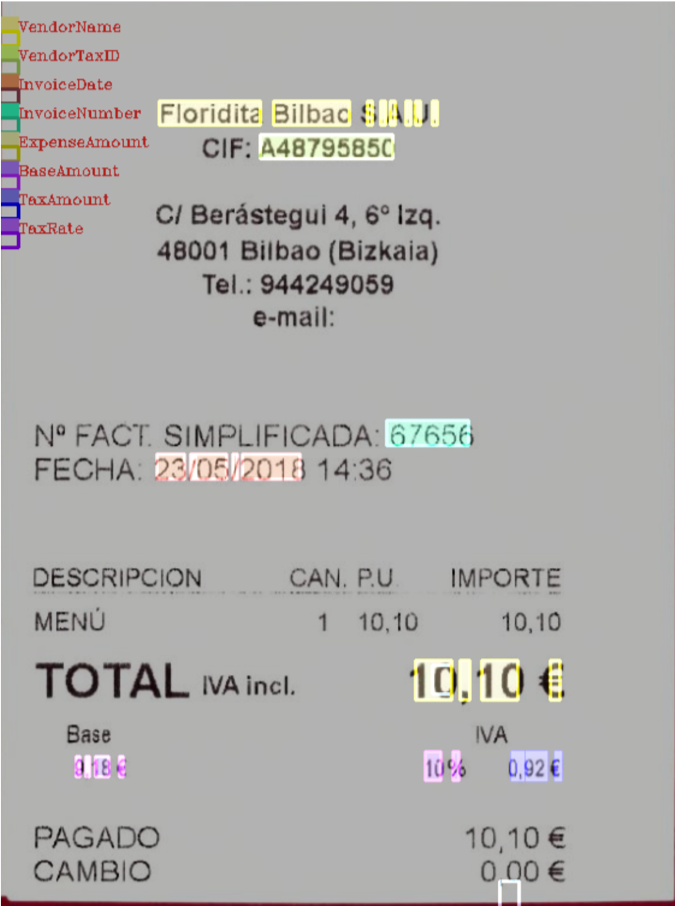 VendorName
VendorTaxID
InvoiceDate
InvoiceNumber
ExpenseAmount
BaseAmount
TaxAmount
TaxRate
Floridita Bilbao S.A.U.
CIF: A48795850
C/ Berástegui 4, 6º Izq.
48001 Bilbao (Bizkaia)
Tel.: 944249059
e-mail:
Nº FACT. SIMPLIFICADA: 67656
FECHA: 23/05/2018 14:36
DESCRIPCION CAN. P.U. IMPORTE
MENÚ 1 10,10 10,10
TOTAL IVA incl. 10,10 €
Base IVA
9,18 € 10 % 0,92 €
PAGADO 10,10 €
CAMBIO 0,00 €